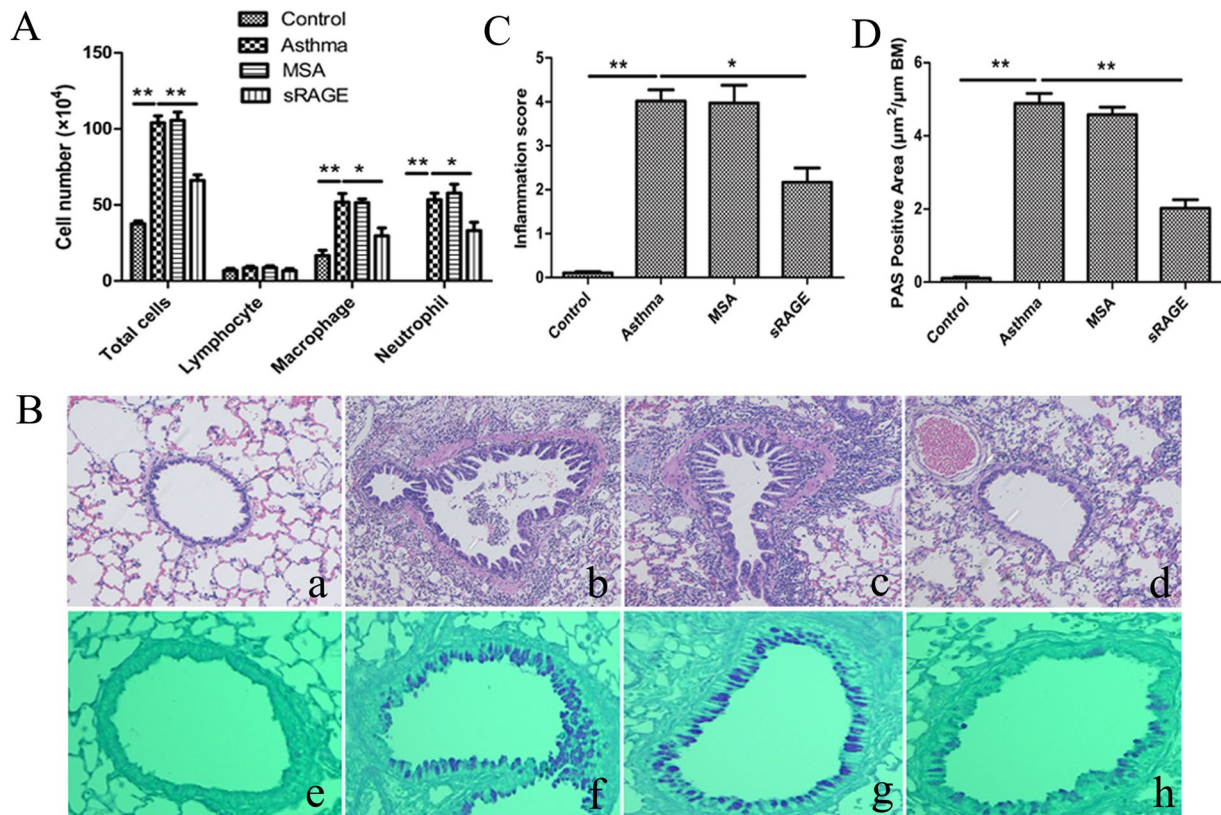 A
Control
Asthma
MSA
sRAGE
Cell number (×10⁴)
150
100
50
0
** **
** *
** *
Total cells
Lymphocyte
Macrophage
Neutrophil
C
Inflammation score
5
4
3
2
1
0
** *
Control
Asthma
MSA
sRAGE
D
PAS Positive Area (μm²/μm BM)
6
4
2
0
** **
Control
Asthma
MSA
sRAGE
B
a b c d
e f g h